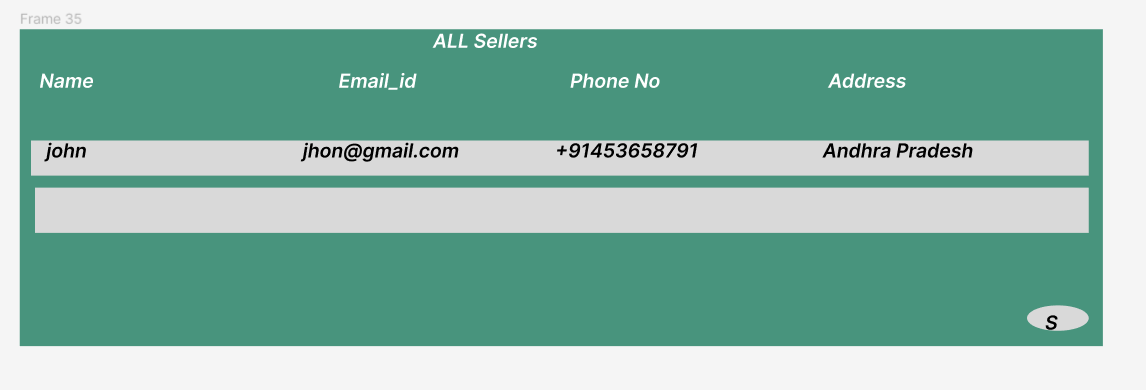 Frame 35
ALL Sellers
Name Email_id Phone No Address
john jhon@gmail.com +91453658791 Andhra Pradesh
S